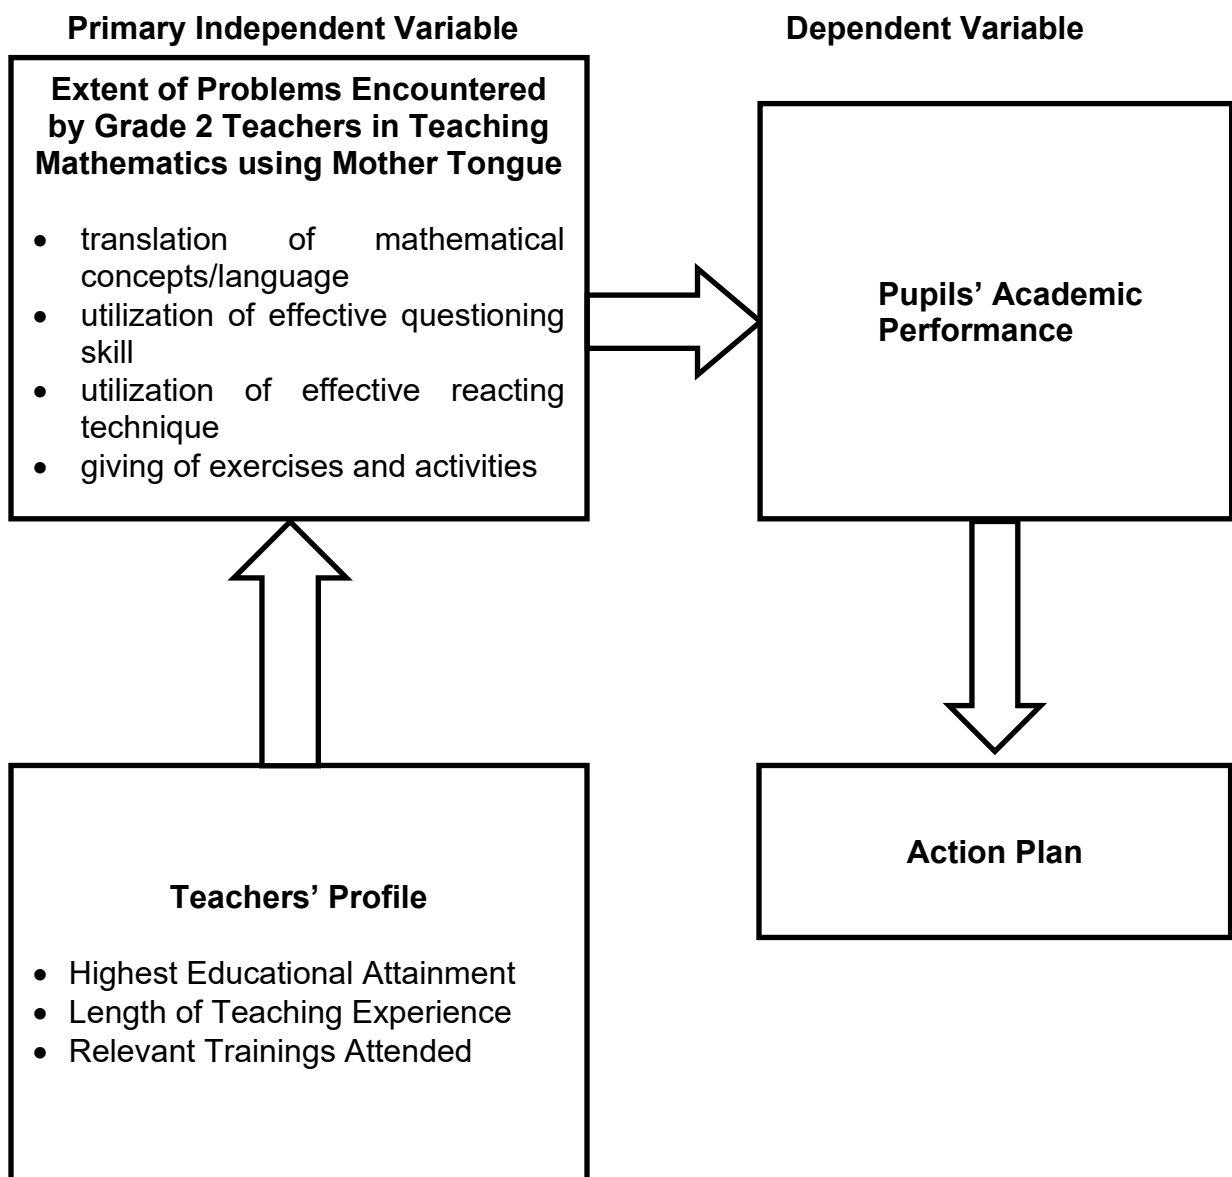 Primary Independent Variable
Dependent Variable
Extent of Problems Encountered
by Grade 2 Teachers in Teaching
Mathematics using Mother Tongue
• translation of mathematical
concepts/language
• utilization of effective questioning
skill
• utilization of effective reacting
technique
• giving of exercises and activities
Pupils’ Academic
Performance
Teachers’ Profile
• Highest Educational Attainment
• Length of Teaching Experience
• Relevant Trainings Attended
Action Plan